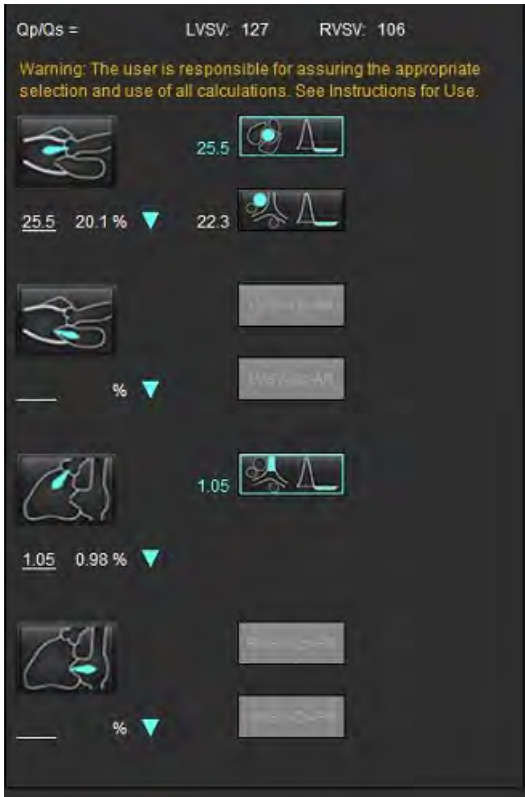 Qp/Qs = LVSV: 127 RVSV: 106
Warning: The user is responsible for assuring the appropriate
selection and use of all calculations. See Instructions for Use.
25.5
25.5 20.1 % 22.3
%
1.05
1.05 0.98 %
%